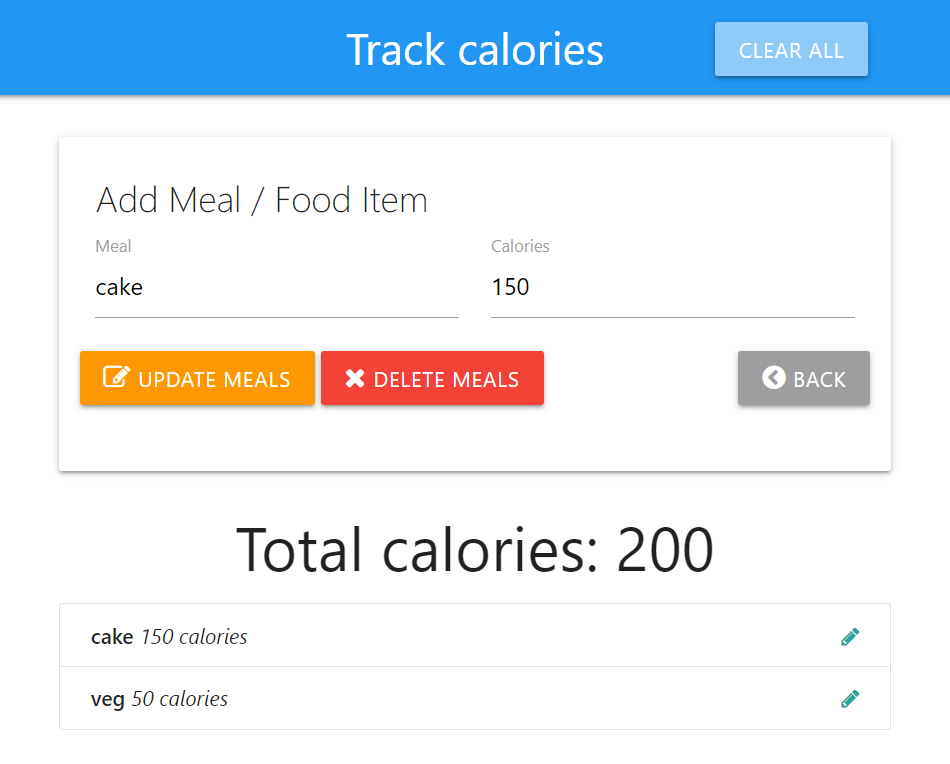 Track calories
CLEAR ALL
Add Meal / Food Item
Meal
Calories
cake
150
UPDATE MEALS
DELETE MEALS
BACK
Total calories: 200
cake 150 calories
veg 50 calories